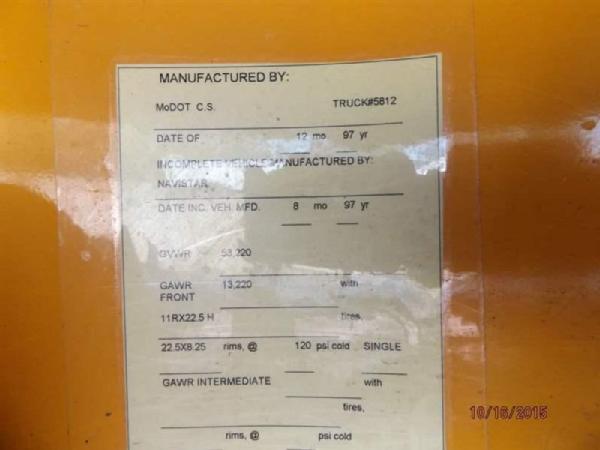 MANUFACTURED BY:
MoDOT C.S. TRUCK#5812
DATE OF 12 mo 97 yr
INCOMPLETE VEHICLE MANUFACTURED BY:
NAVISTAR
DATE INC. VEH. MFD. 8 mo 97 yr
GVWR 53,220
GAWR 13,220 with
FRONT
11RX22.5 H tires,
22.5X8.25 rims, @ 120 psi cold SINGLE
GAWR INTERMEDIATE with
tires,
rims, @ psi cold
10/16/2015